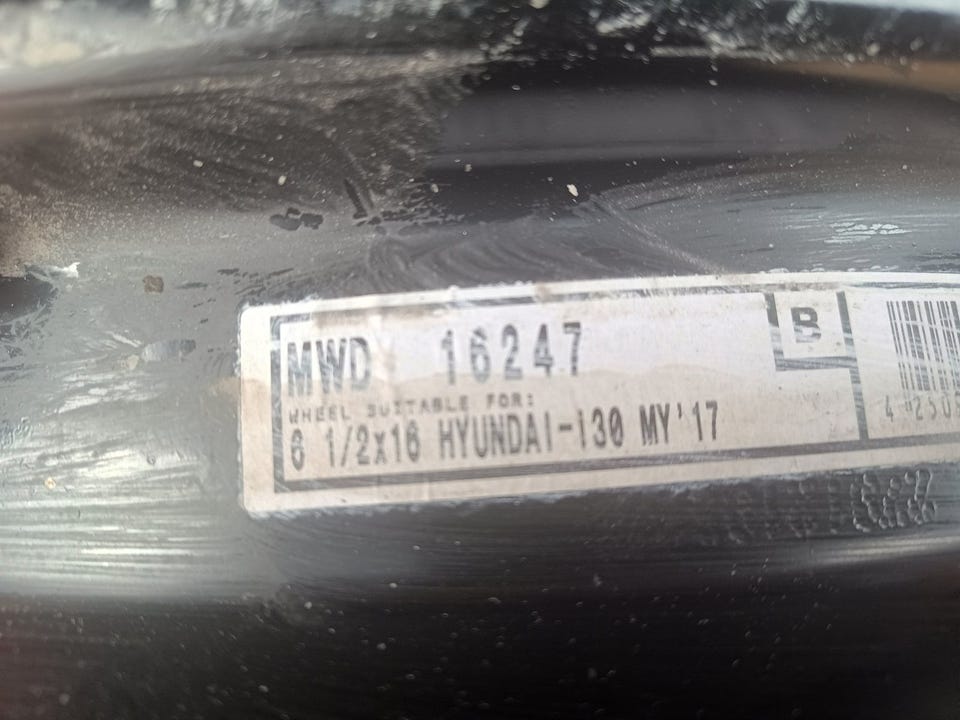 MWD 16247
B
WHEEL SUITABLE FOR:
6 1/2x16 HYUNDAI-i30 MY'17